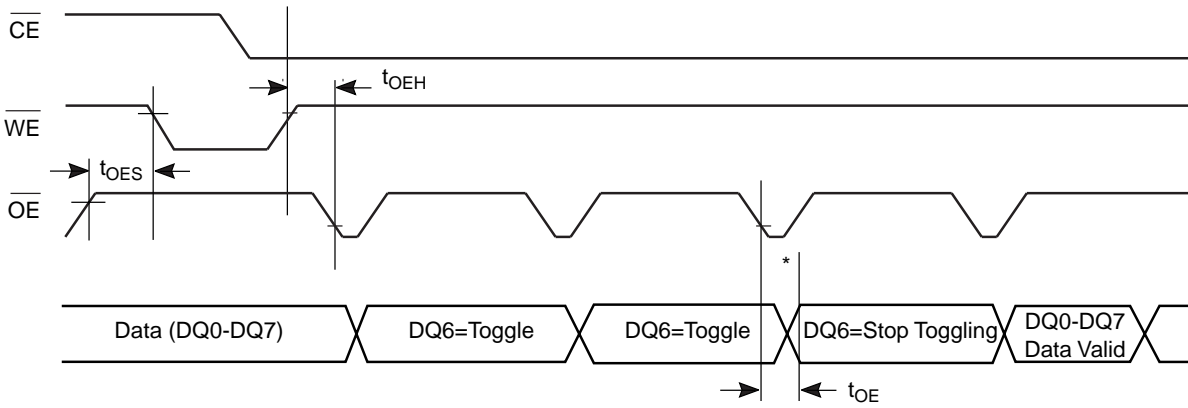 CE
tOEH
WE
tOES
OE
*
Data (DQ0-DQ7)
DQ6=Toggle
DQ6=Toggle
DQ6=Stop Toggling
DQ0-DQ7
Data Valid
tOE